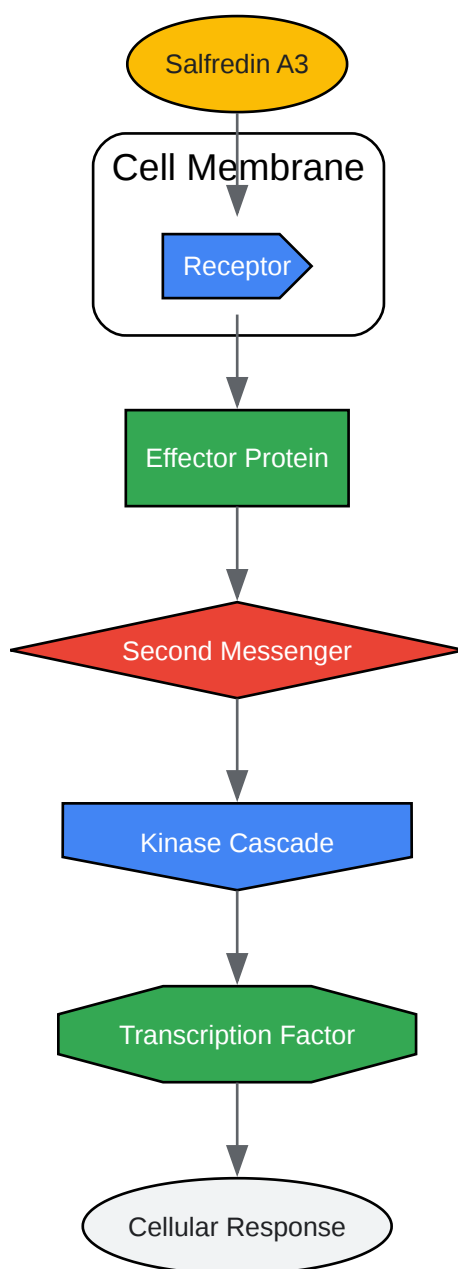 Salfredin A3
Cell Membrane
Receptor
Effector Protein
Second Messenger
Kinase Cascade
Transcription Factor
Cellular Response